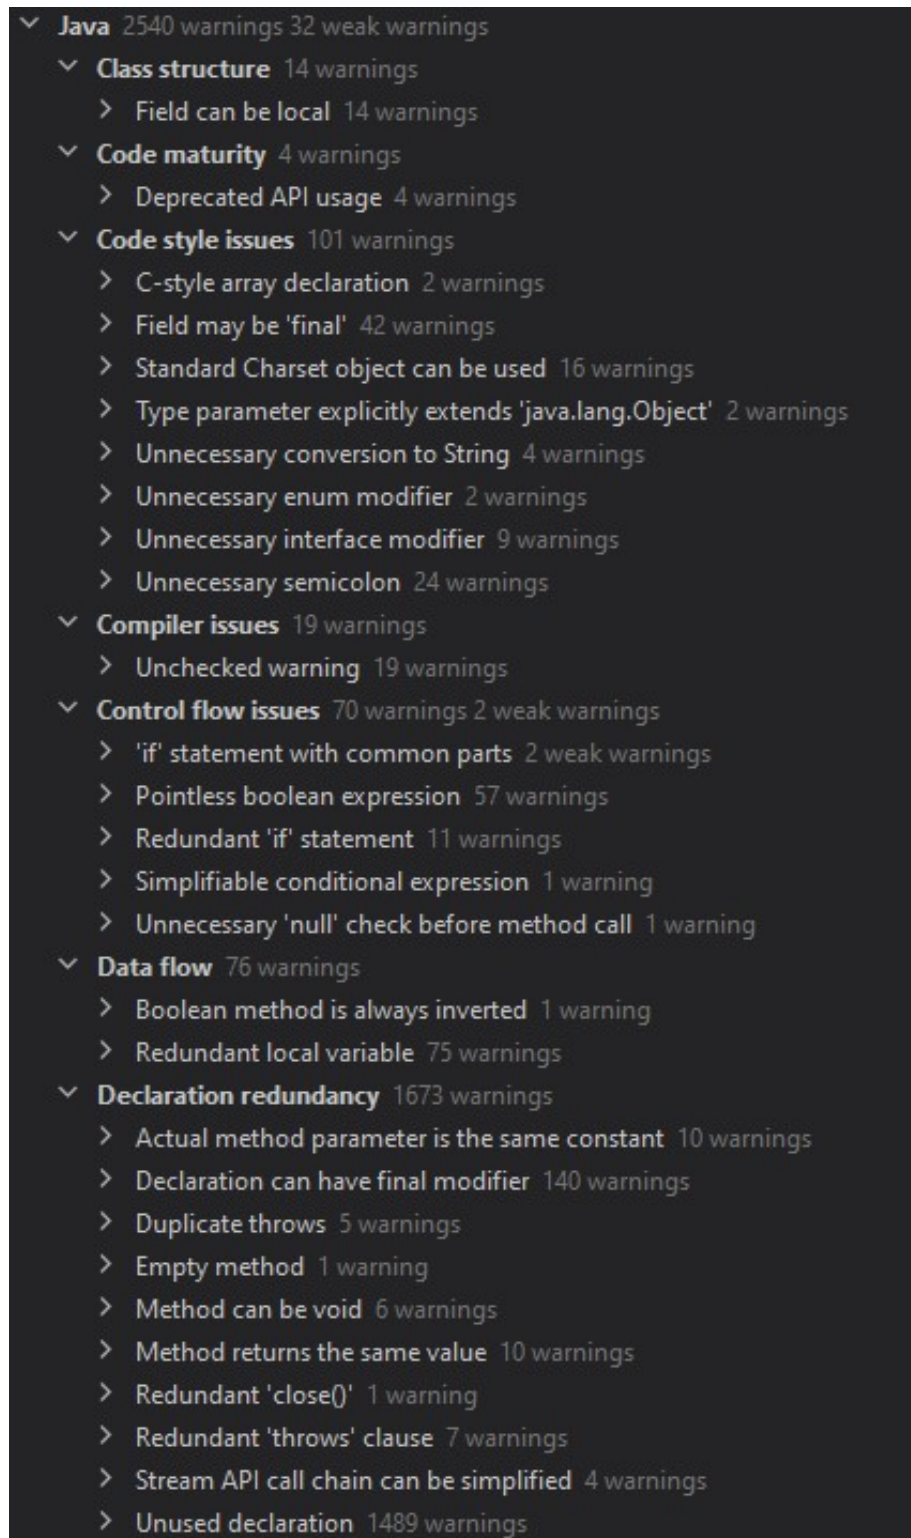 Java 2540 warnings 32 weak warnings
Class structure 14 warnings
Field can be local 14 warnings
Code maturity 4 warnings
Deprecated API usage 4 warnings
Code style issues 101 warnings
C-style array declaration 2 warnings
Field may be 'final' 42 warnings
Standard Charset object can be used 16 warnings
Type parameter explicitly extends 'java.lang.Object' 2 warnings
Unnecessary conversion to String 4 warnings
Unnecessary enum modifier 2 warnings
Unnecessary interface modifier 9 warnings
Unnecessary semicolon 24 warnings
Compiler issues 19 warnings
Unchecked warning 19 warnings
Control flow issues 70 warnings 2 weak warnings
'if' statement with common parts 2 weak warnings
Pointless boolean expression 57 warnings
Redundant 'if' statement 11 warnings
Simplifiable conditional expression 1 warning
Unnecessary 'null' check before method call 1 warning
Data flow 76 warnings
Boolean method is always inverted 1 warning
Redundant local variable 75 warnings
Declaration redundancy 1673 warnings
Actual method parameter is the same constant 10 warnings
Declaration can have final modifier 140 warnings
Duplicate throws 5 warnings
Empty method 1 warning
Method can be void 6 warnings
Method returns the same value 10 warnings
Redundant 'close()' 1 warning
Redundant 'throws' clause 7 warnings
Stream API call chain can be simplified 4 warnings
Unused declaration 1489 warnings